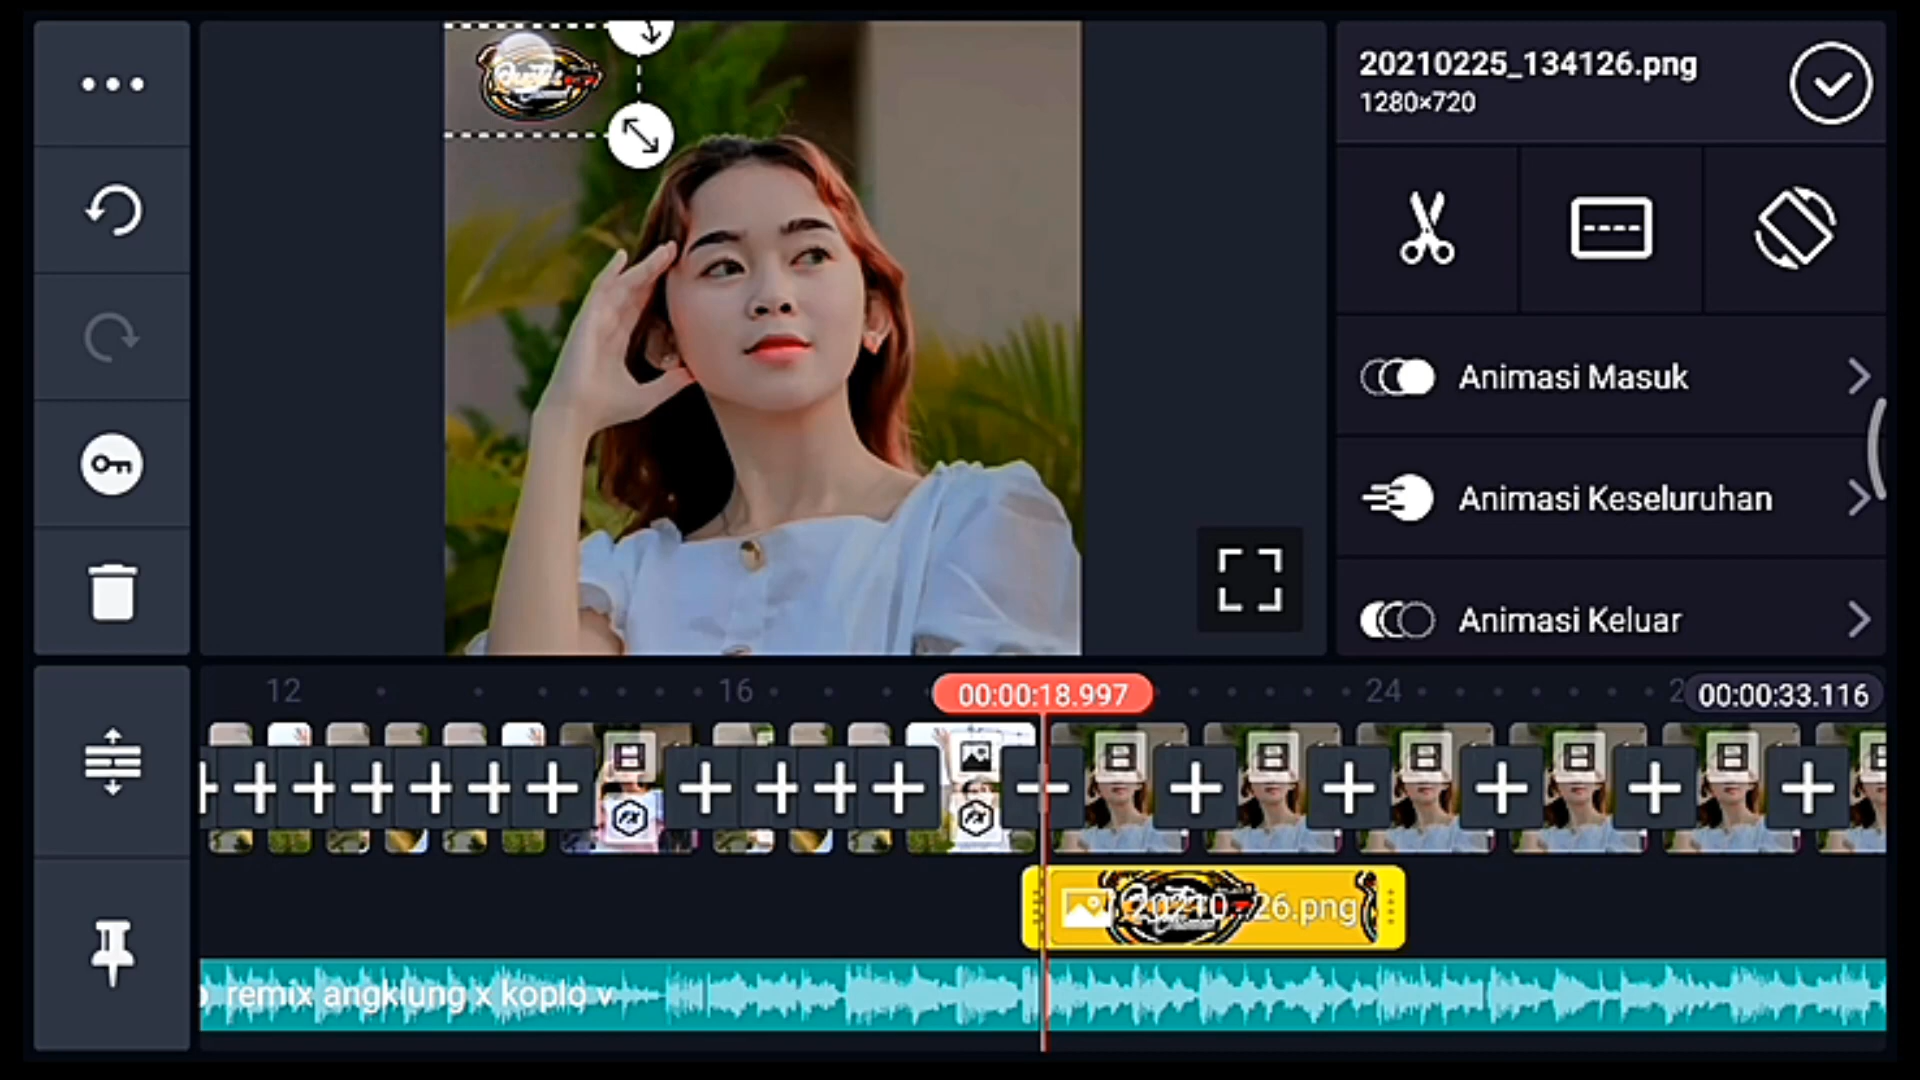 20210225_134126.png
1280×720
Animasi Masuk
Animasi Keseluruhan
Animasi Keluar
12
16
00:00:18.997
24
00:00:33.116
26.png
remix angklung x koplo v